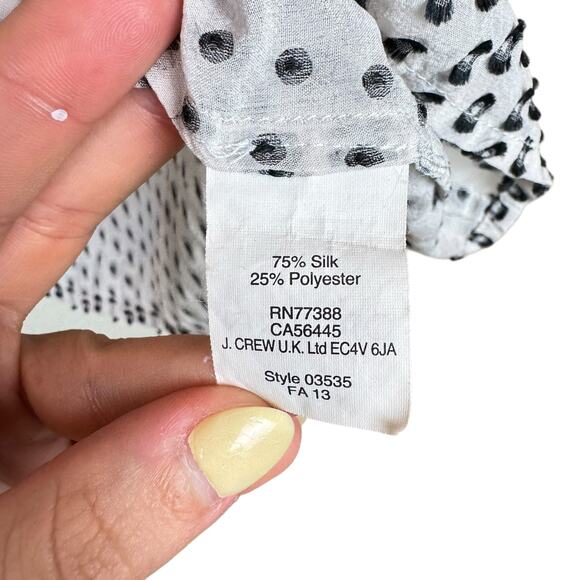 75% Silk
25% Polyester
RN77388
CA56445
J. CREW U.K. Ltd EC4V 6JA
Style 03535
FA 13